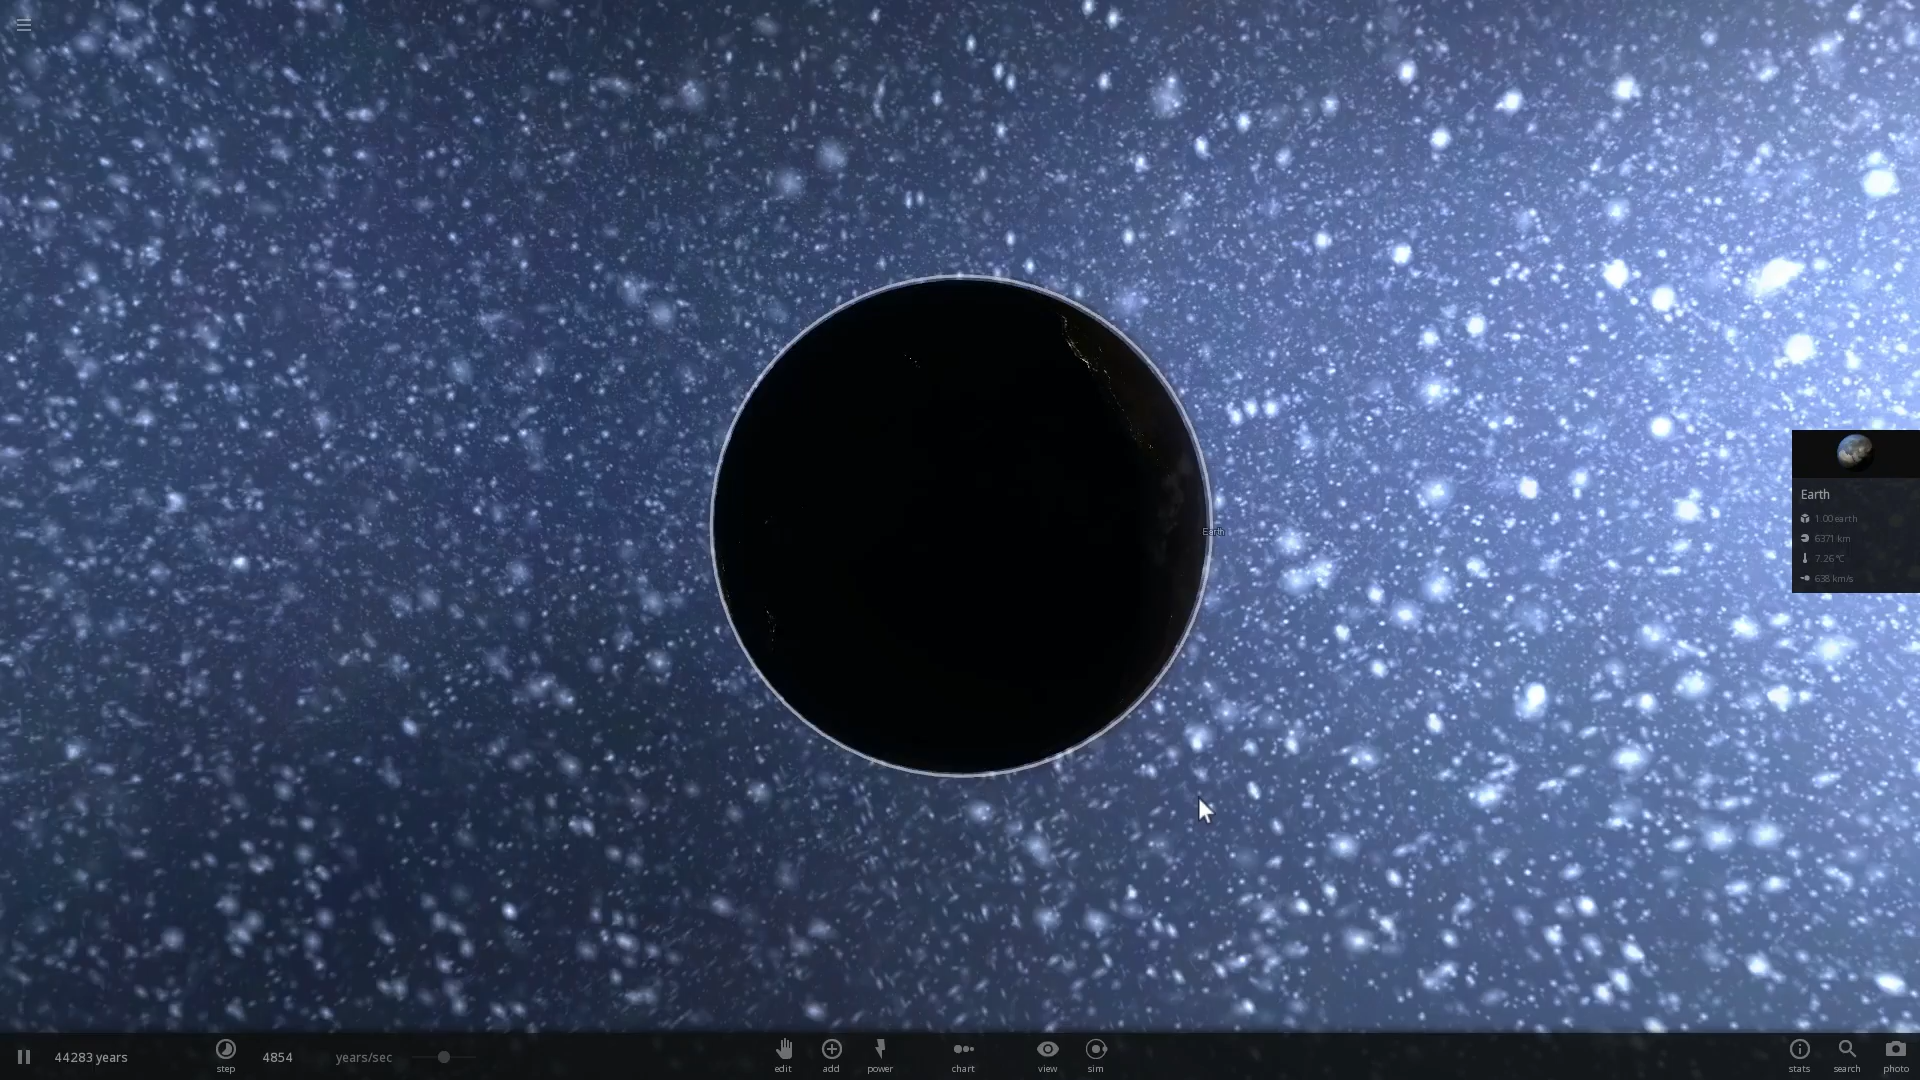 Earth
Earth
1.00 earth
6371 km
7.26 °C
638 km/s
44283 years
step
4854
years/sec
edit
add
power
chart
view
sim
stats
search
photo